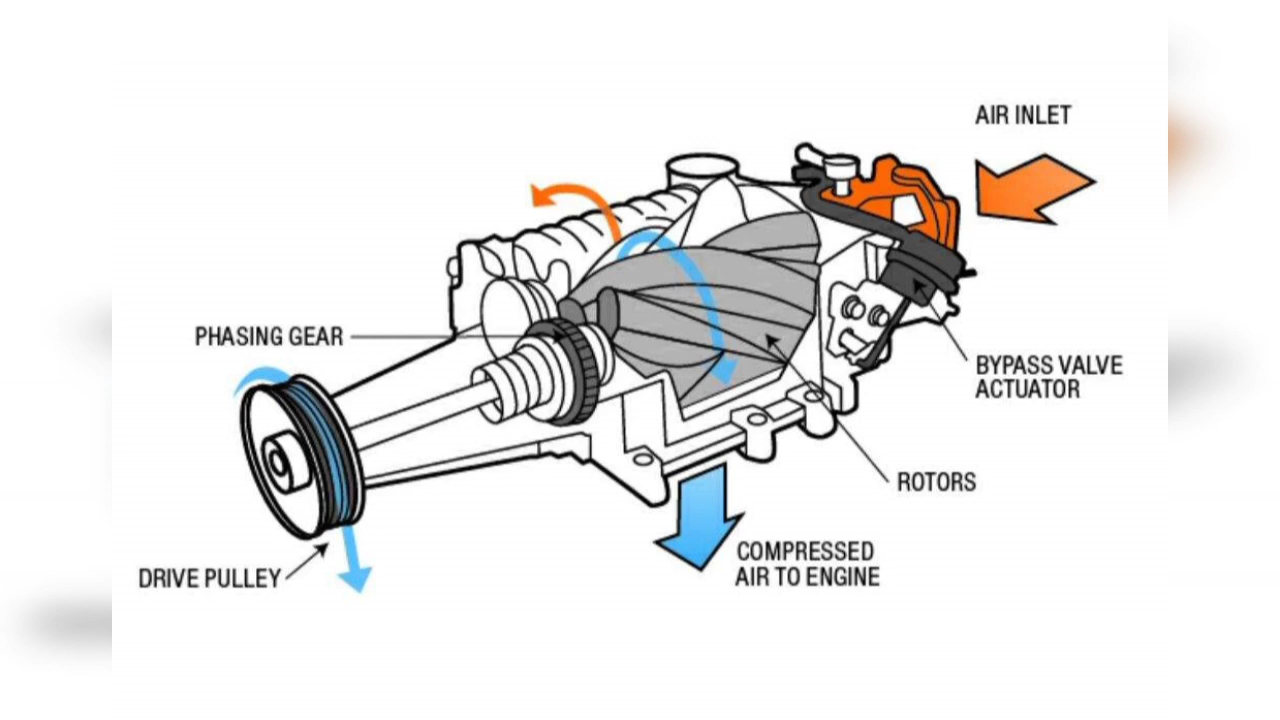 AIR INLET
PHASING GEAR
BYPASS VALVE
ACTUATOR
ROTORS
COMPRESSED
AIR TO ENGINE
DRIVE PULLEY